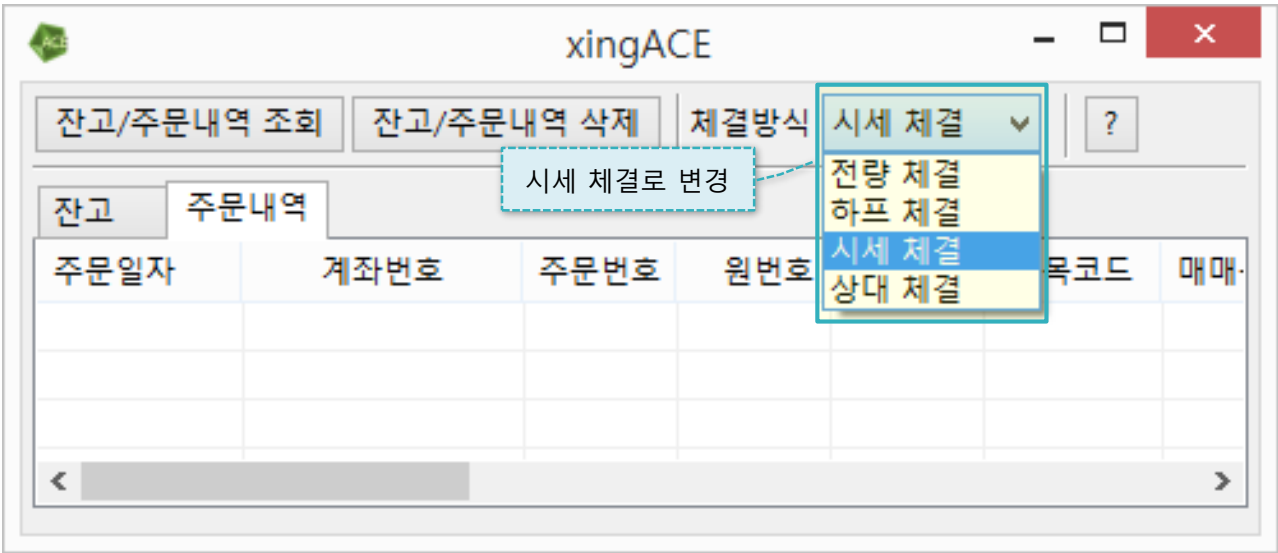 ACE
xingACE
잔고/주문내역 조회 잔고/주문내역 삭제 체결방식 시세 체결 ?
시세 체결로 변경
전량 체결
하프 체결
시세 체결
상대 체결
잔고 주문내역
주문일자 계좌번호 주문번호 원번호 목코드 매매